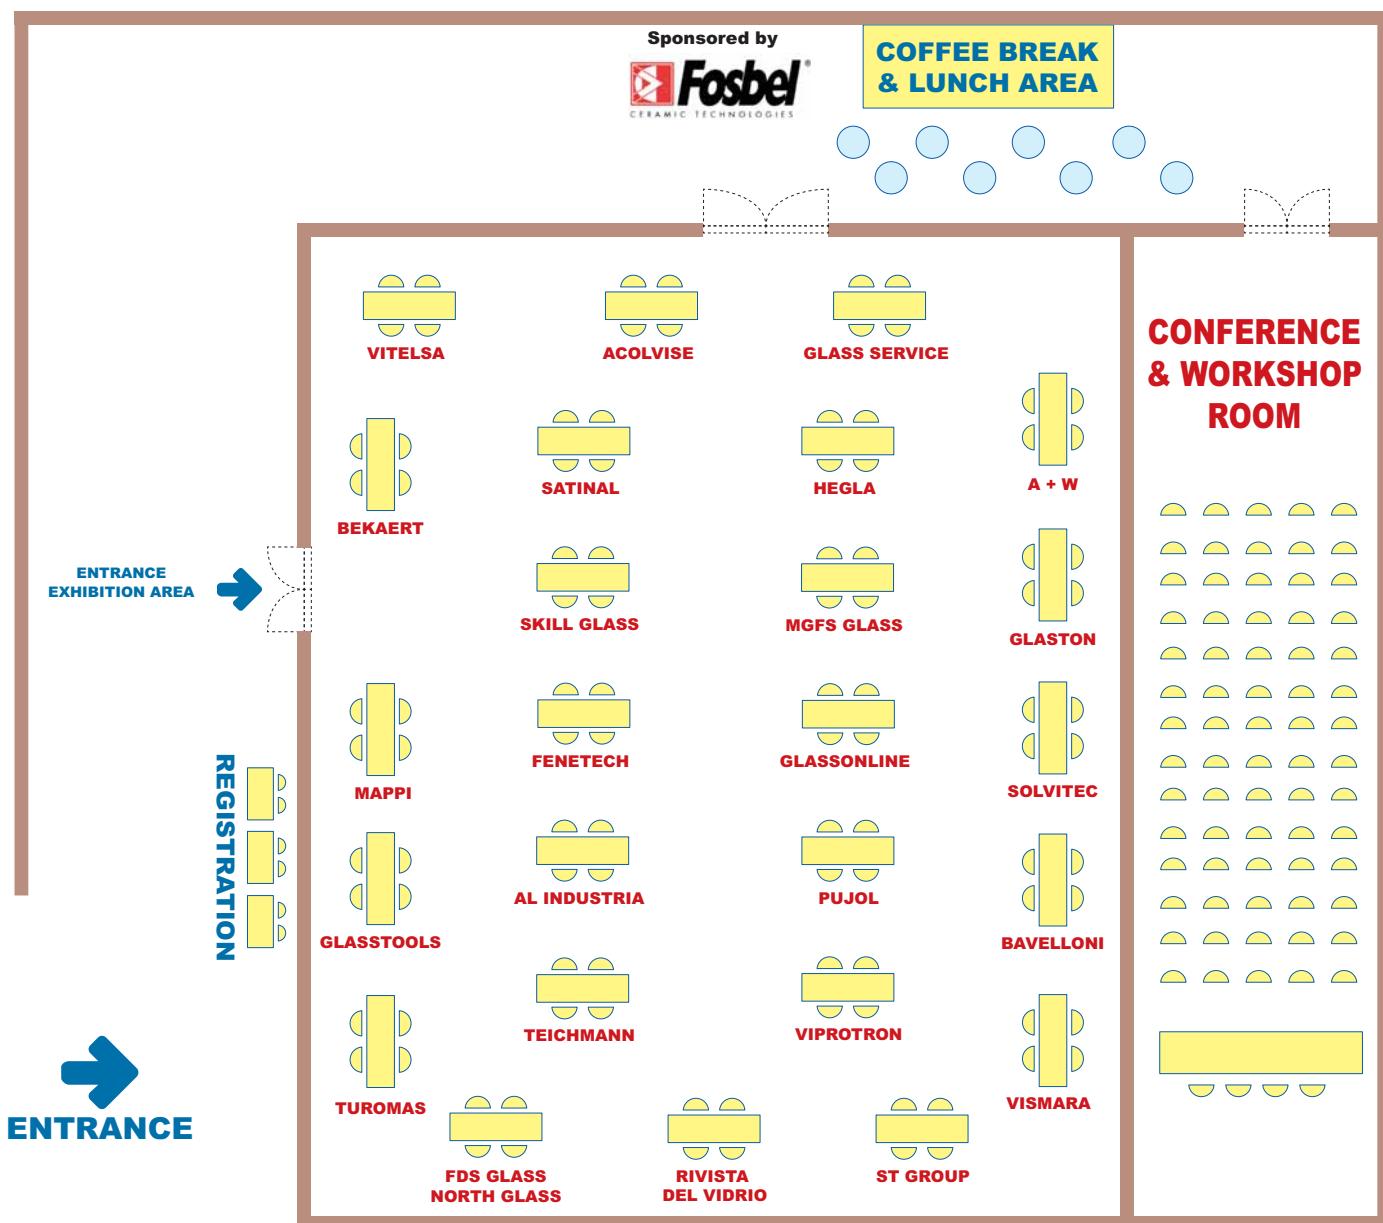 Sponsored by
Fosbel®
CERAMIC TECHNOLOGIES
COFFEE BREAK
& LUNCH AREA
VITELSA
ACOLVISE
GLASS SERVICE
CONFERENCE
& WORKSHOP
ROOM
BEKAERT
SATINAL
HEGLA
A + W
ENTRANCE
EXHIBITION AREA
SKILL GLASS
MGFS GLASS
GLASTON
MAPPI
FENETECH
GLASSONLINE
SOLVITEC
REGISTRATION
GLASSTOOLS
AL INDUSTRIA
PUJOL
BAVELLONI
TEICHMANN
VIPROTRON
ENTRANCE
TUROMAS
VISMARA
FDS GLASS
NORTH GLASS
RIVISTA
DEL VIDRIO
ST GROUP